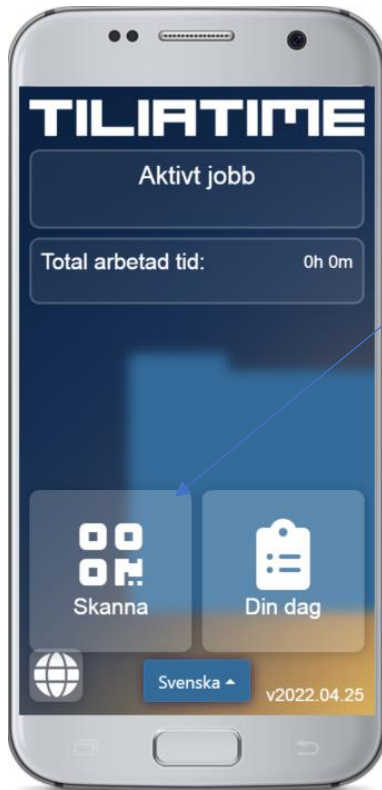 TILIATIME
Aktivt jobb
Total arbetad tid: 0h 0m
Skanna
Din dag
Svenska
v2022.04.25